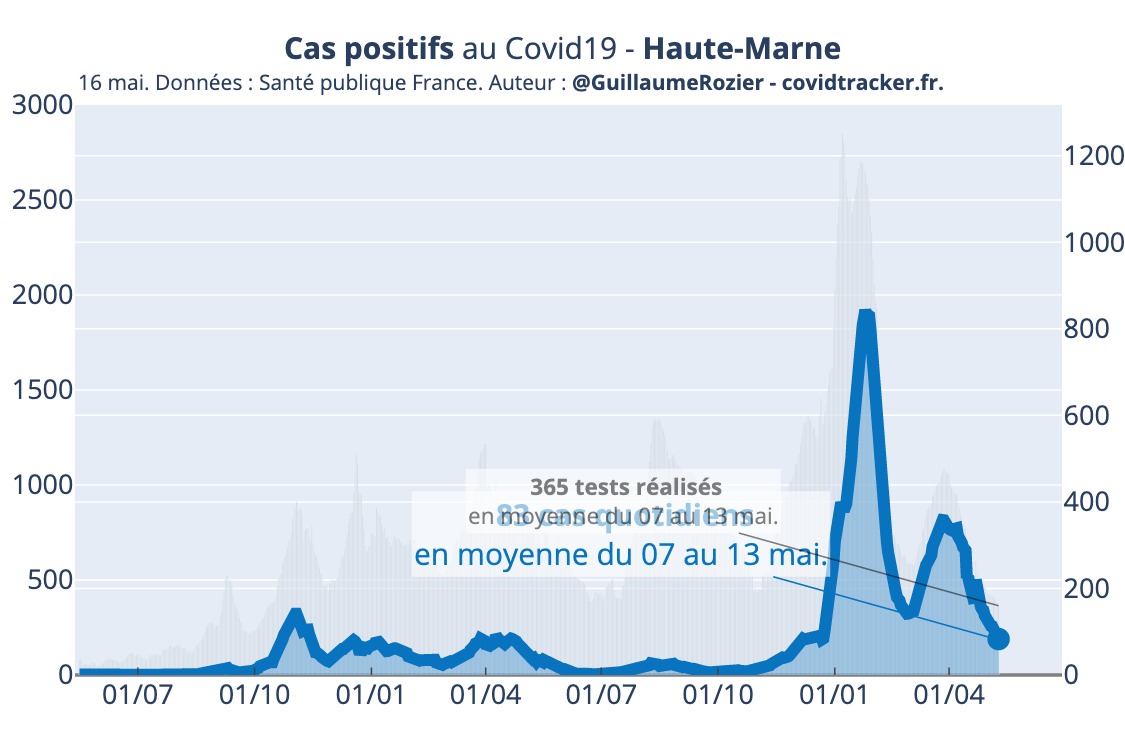 Cas positifs au Covid19 - Haute-Marne
16 mai. Données : Santé publique France. Auteur : @GuillaumeRozier - covidtracker.fr.
3000
2500
2000
1500
1000
500
0
1200
1000
800
600
400
200
0
365 tests réalisés
en moyenne du 07 au 13 mai.
83 cas quotidiens
en moyenne du 07 au 13 mai.
01/07 01/10 01/01 01/04 01/07 01/10 01/01 01/04